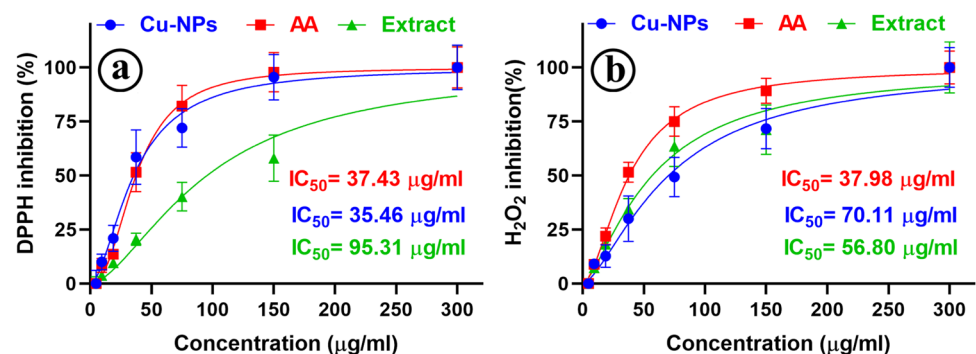 Cu-NPs AA Extract
a
DPPH inhibition (%)
100
75
50
25
0
IC50= 37.43 μg/ml
IC50= 35.46 μg/ml
IC50= 95.31 μg/ml
0 50 100 150 200 250 300
Concentration (μg/ml)
Cu-NPs AA Extract
b
H2O2 inhibition(%)
100
75
50
25
0
IC50= 37.98 μg/ml
IC50= 70.11 μg/ml
IC50= 56.80 μg/ml
0 50 100 150 200 250 300
Concentration (μg/ml)